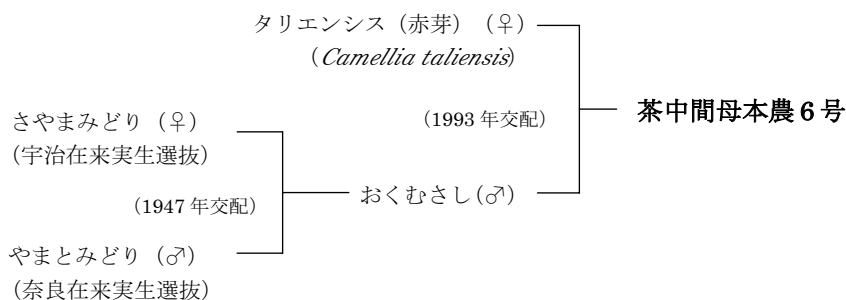 タリエンシス（赤芽）（♀）
（Camellia taliensis）
茶中間母本農６号
（1993 年交配）
さやまみどり（♀）
（宇治在来実生選抜）
おくむさし（♂）
（1947 年交配）
やまとみどり（♂）
（奈良在来実生選抜）